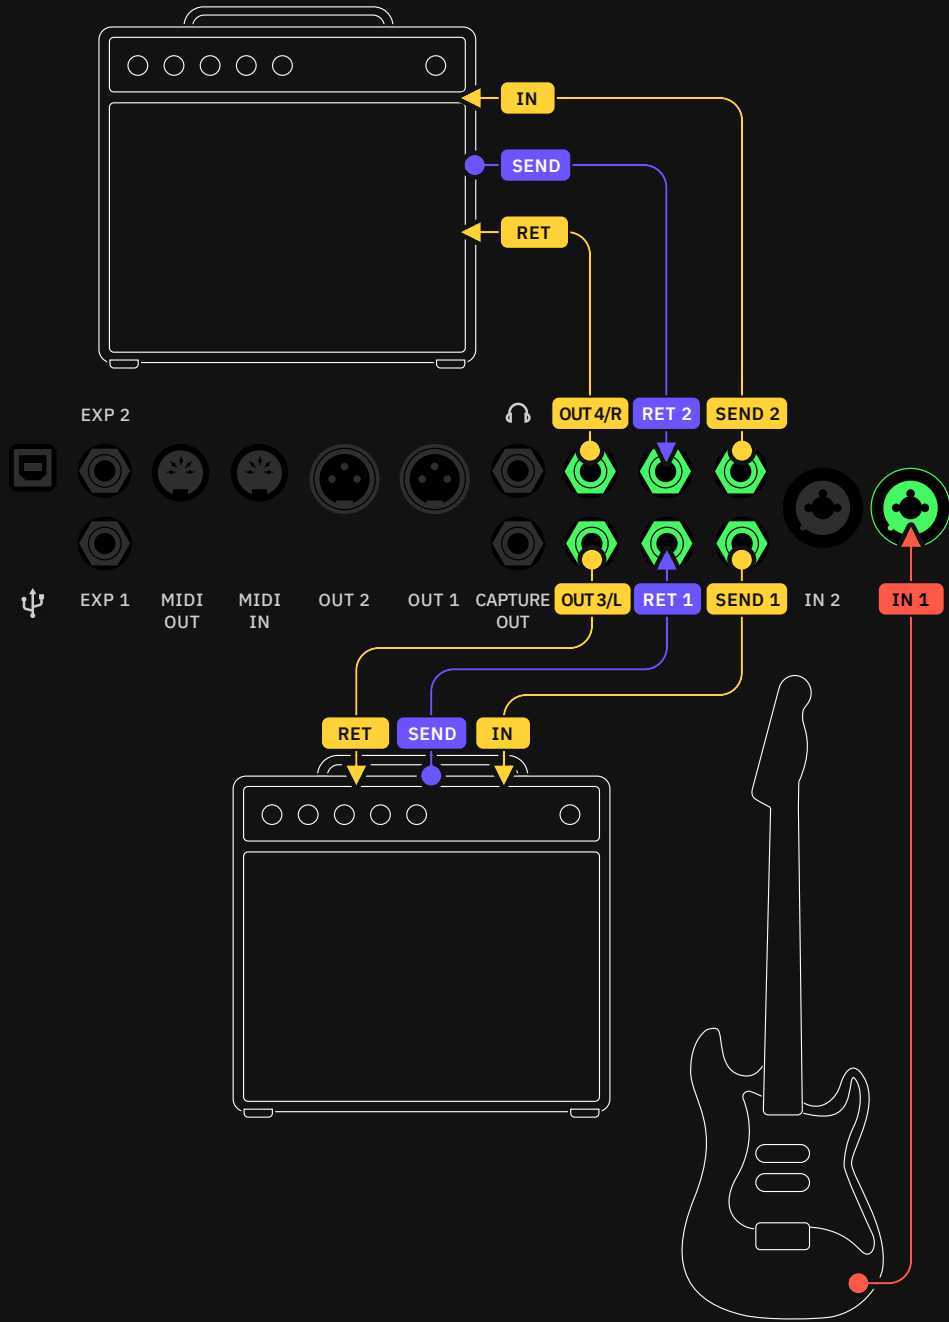 IN
SEND
RET
EXP 2
OUT 4/R
RET 2
SEND 2
EXP 1
MIDI
OUT
MIDI
IN
OUT 2
OUT 1
CAPTURE
OUT
OUT 3/L
RET 1
SEND 1
IN 2
IN 1
RET
SEND
IN